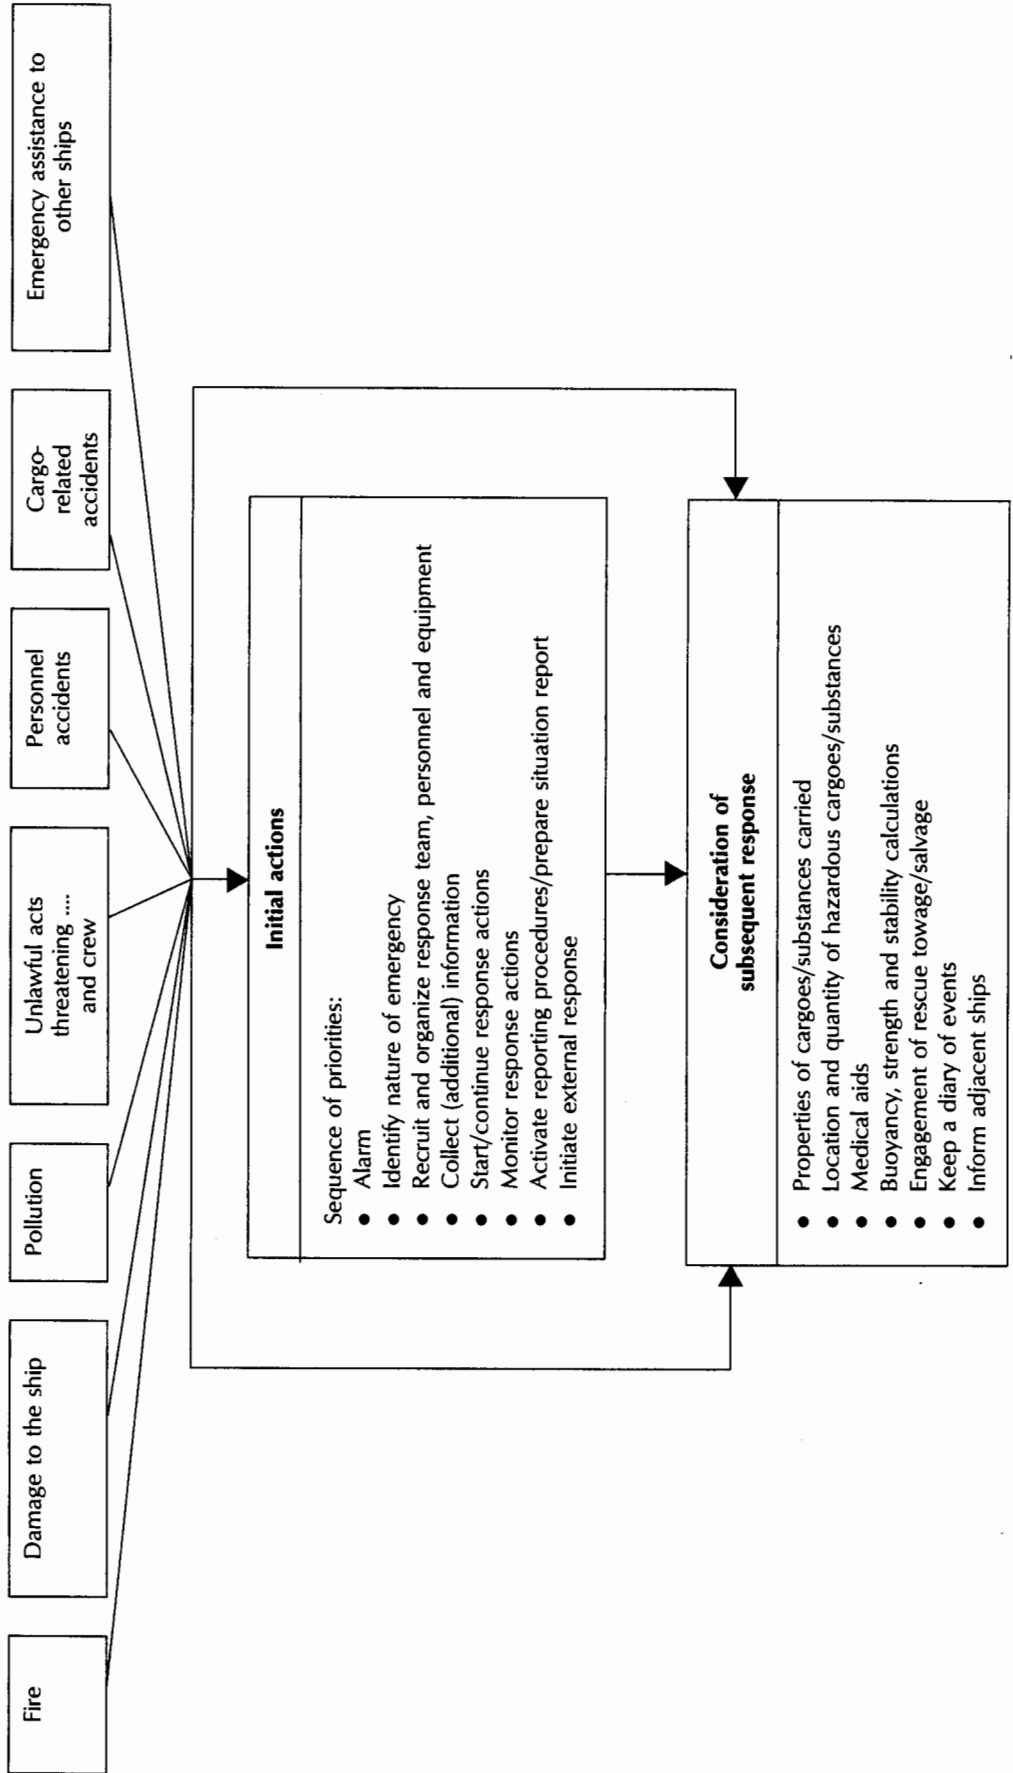 Fire
Damage to the ship
Pollution
Unlawful acts
threatening ....
and crew
Personnel
accidents
Cargo-
related
accidents
Emergency assistance to
other ships
Initial actions
Sequence of priorities:
● Alarm
● Identify nature of emergency
● Recruit and organize response team, personnel and equipment
● Collect (additional) information
● Start/continue response actions
● Monitor response actions
● Activate reporting procedures/prepare situation report
● Initiate external response
Consideration of
subsequent response
● Properties of cargoes/substances carried
● Location and quantity of hazardous cargoes/substances
● Medical aids
● Buoyancy, strength and stability calculations
● Engagement of rescue towage/salvage
● Keep a diary of events
● Inform adjacent ships